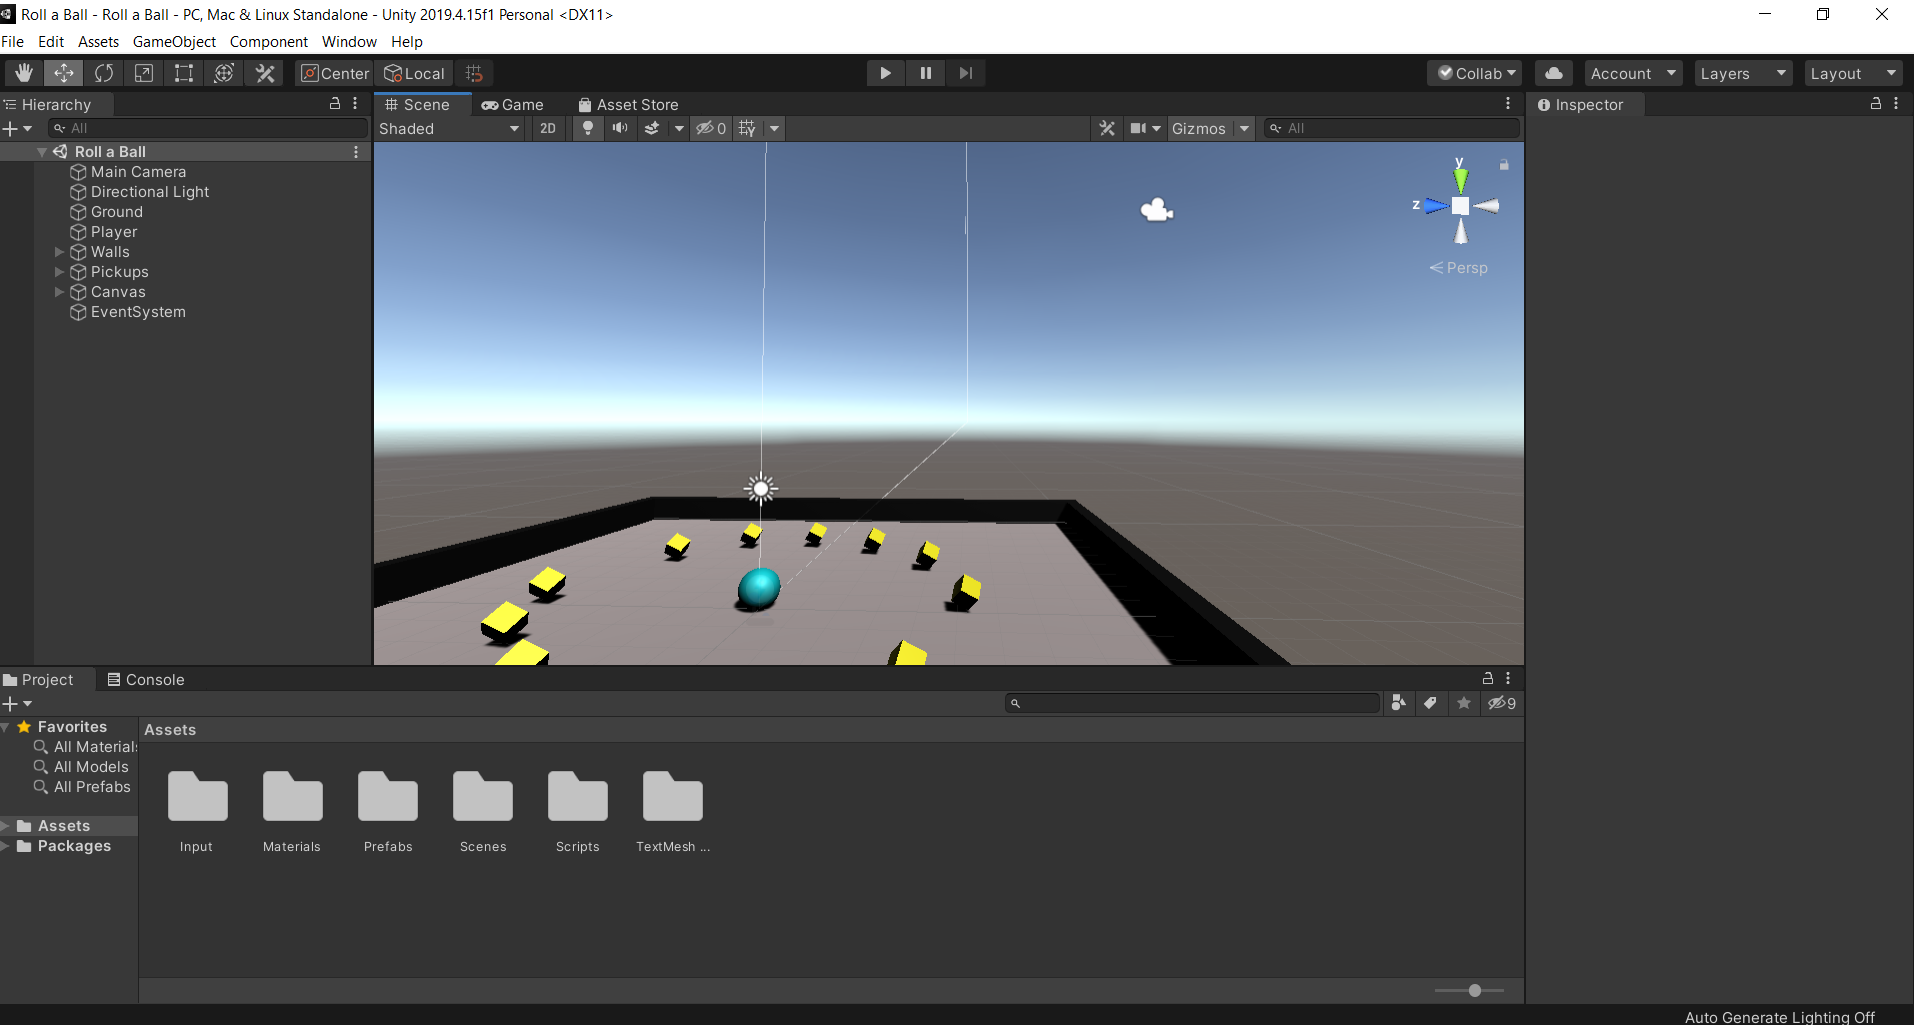 Roll a Ball - Roll a Ball - PC, Mac & Linux Standalone - Unity 2019.4.15f1 Personal <DX11>
File Edit Assets GameObject Component Window Help
Center Local Collab Account Layers Layout
Hierarchy
All
Roll a Ball
Main Camera
Directional Light
Ground
Player
Walls
Pickups
Canvas
EventSystem
Scene Game Asset Store
Shaded 2D 0 Gizmos All
y
z
Persp
Inspector
Project Console
9
Favorites
All Materials
All Models
All Prefabs
Assets
Packages
Assets
Input Materials Prefabs Scenes Scripts TextMesh ...
Auto Generate Lighting Off